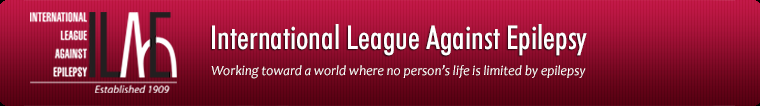 INTERNATIONAL
LEAGUE
AGAINST
EPILEPSY
ILAE
Established 1909
International League Against Epilepsy
Working toward a world where no person's life is limited by epilepsy